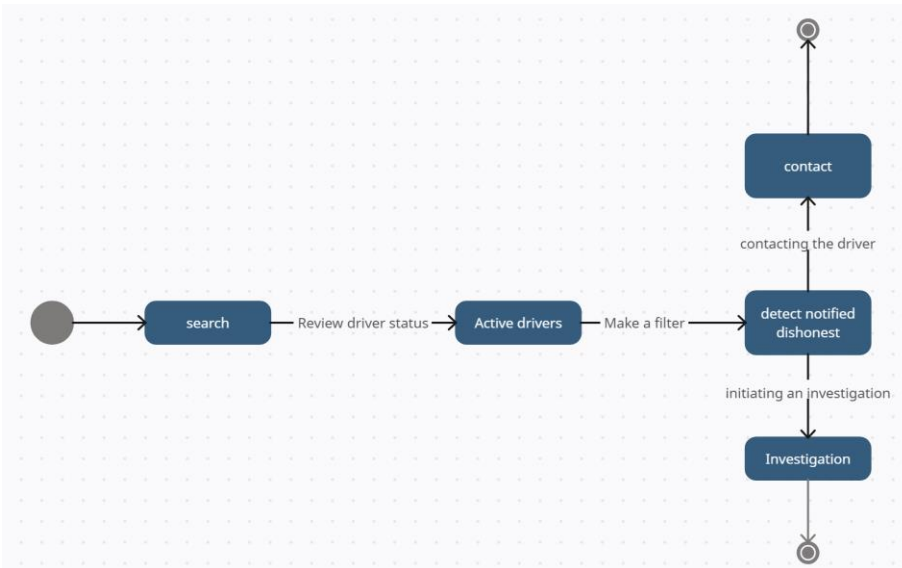 contact
contacting the driver
search
Review driver status
Active drivers
Make a filter
detect notified
dishonest
initiating an investigation
Investigation